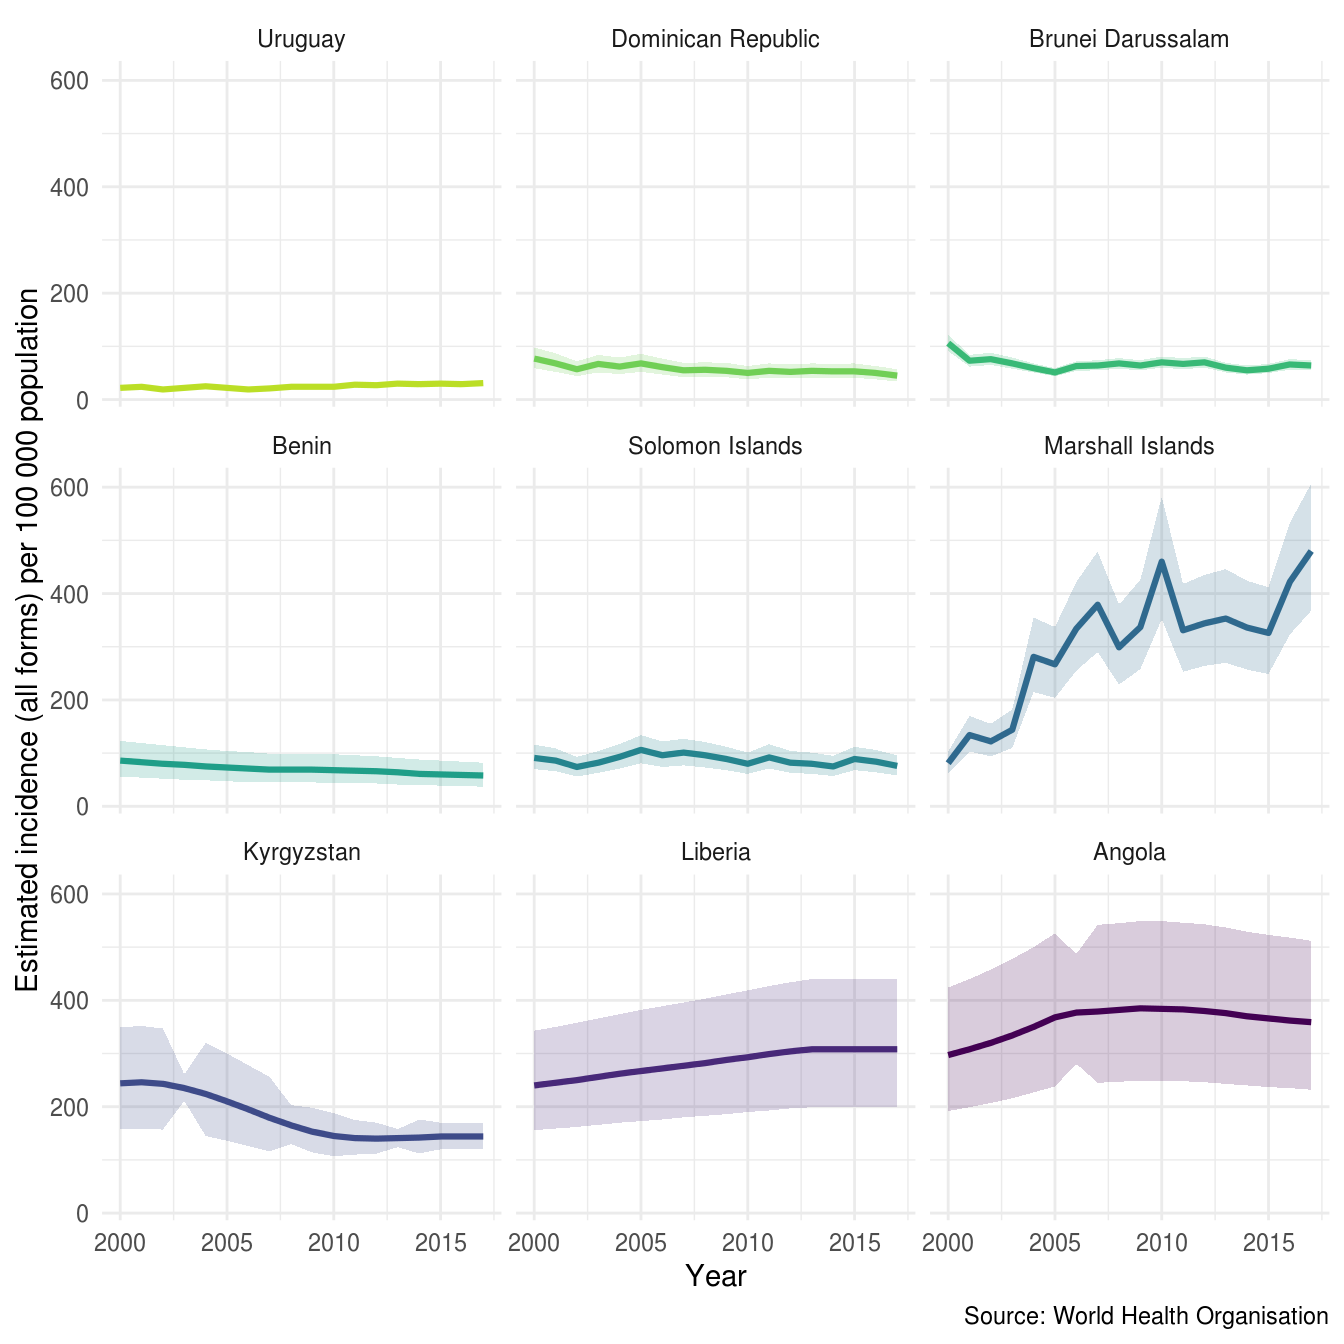 Uruguay
Dominican Republic
Brunei Darussalam
600
400
200
0
Benin
Solomon Islands
Marshall Islands
600
400
200
0
Kyrgyzstan
Liberia
Angola
600
400
200
0
2000 2005 2010 2015 2000 2005 2010 2015 2000 2005 2010 2015
Estimated incidence (all forms) per 100 000 population
Year
Source: World Health Organisation